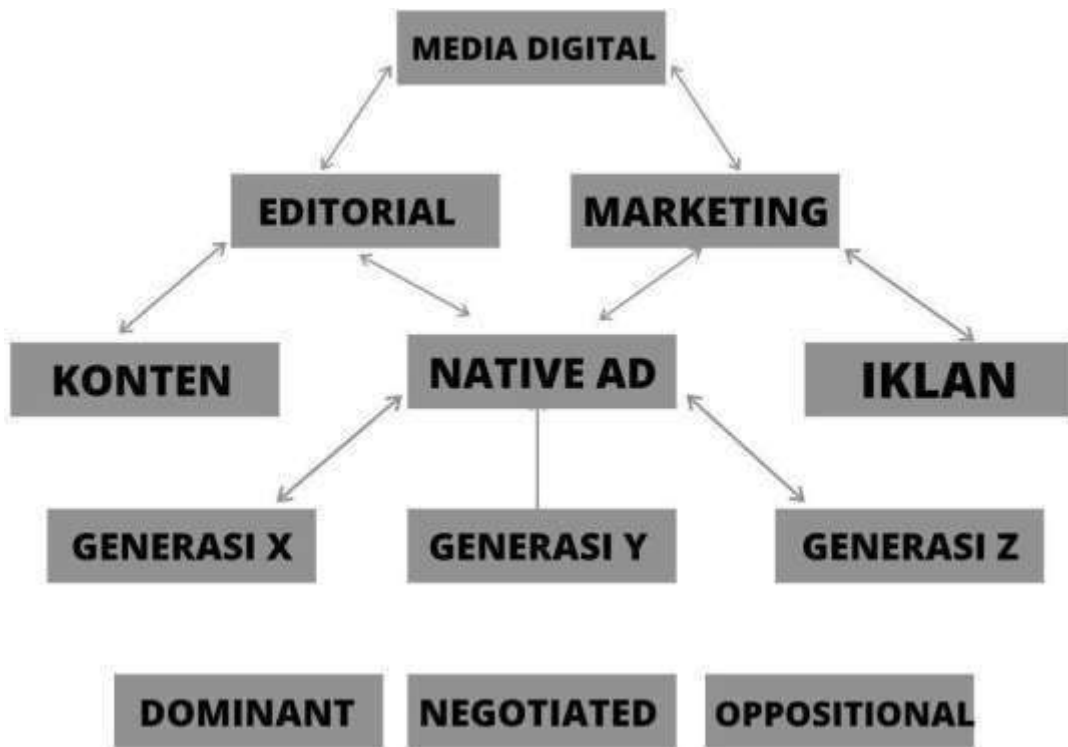 MEDIA DIGITAL
EDITORIAL
MARKETING
KONTEN
NATIVE AD
IKLAN
GENERASI X
GENERASI Y
GENERASI Z
DOMINANT
NEGOTIATED
OPPOSITIONAL